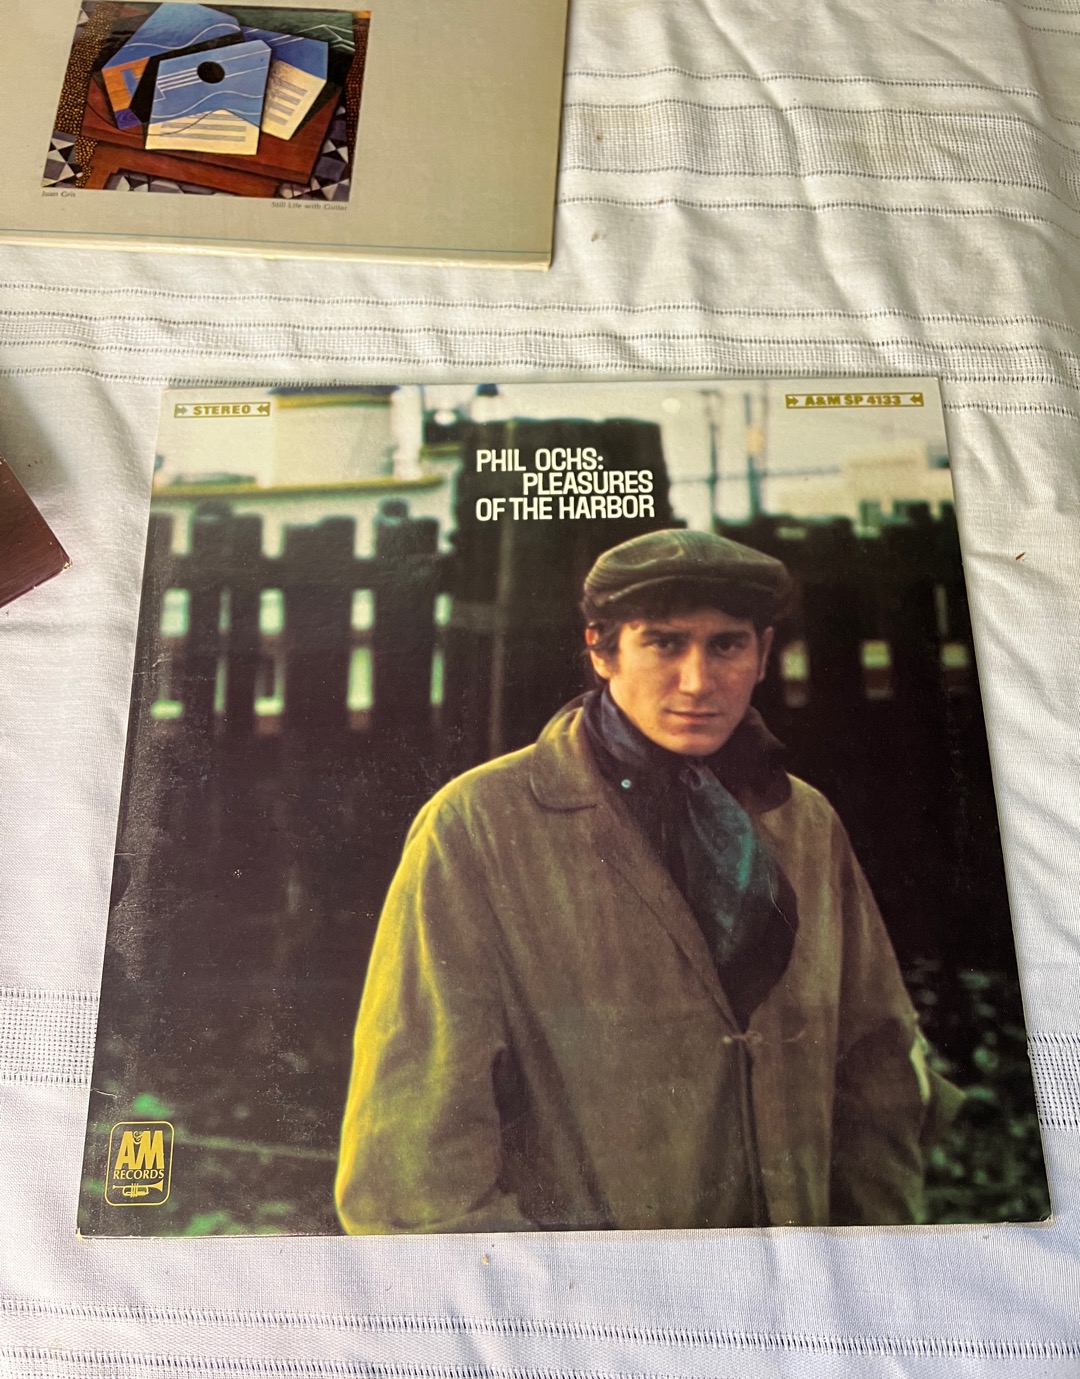 Juan Gris
Still Life with Guitar
STEREO
A&M SP 4133
PHIL OCHS:
PLEASURES
OF THE HARBOR
A&M
RECORDS